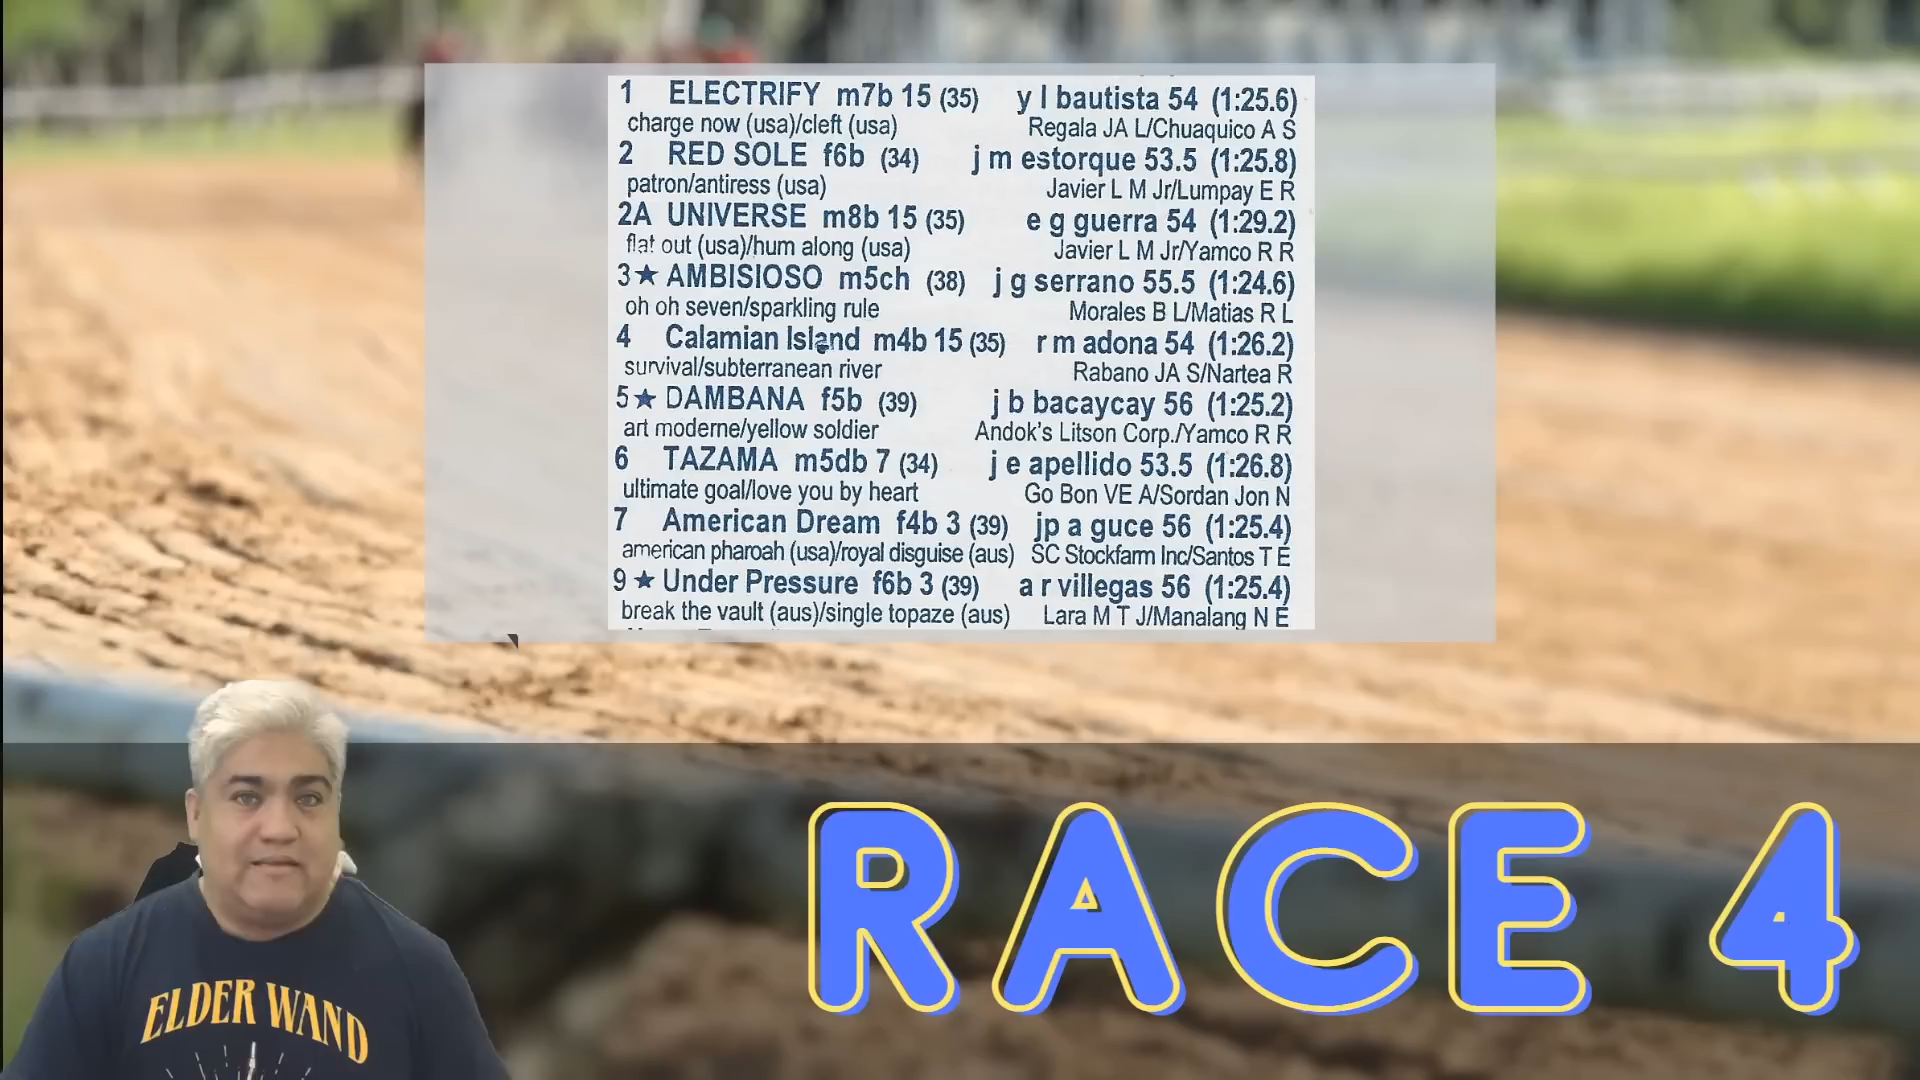 1 ELECTRIFY m7b 15 (35) y l bautista 54 (1:25.6)
charge now (usa)/cleft (usa) Regala JA L/Chuaquico A S
2 RED SOLE f6b (34) j m estorque 53.5 (1:25.8)
patron/antiress (usa) Javier L M Jr/Lumpay E R
2A UNIVERSE m8b 15 (35) e g guerra 54 (1:29.2)
flat out (usa)/hum along (usa) Javier L M Jr/Yamco R R
3★ AMBISIOSO m5ch (38) j g serrano 55.5 (1:24.6)
oh oh seven/sparkling rule Morales B L/Matias R L
4 Calamian Island m4b 15 (35) r m adona 54 (1:26.2)
survival/subterranean river Rabano JA S/Nartea R
5★ DAMBANA f5b (39) j b bacaycay 56 (1:25.2)
art moderne/yellow soldier Andok's Litson Corp./Yamco R R
6 TAZAMA m5db 7 (34) j e apellido 53.5 (1:26.8)
ultimate goal/love you by heart Go Bon VE A/Sordan Jon N
7 American Dream f4b 3 (39) jp a guce 56 (1:25.4)
american pharoah (usa)/royal disguise (aus) SC Stockfarm Inc/Santos T E
9 ★ Under Pressure f6b 3 (39) a r villegas 56 (1:25.4)
break the vault (aus)/single topaze (aus) Lara M T J/Manalang N E
RACE 4
ELDER WAND